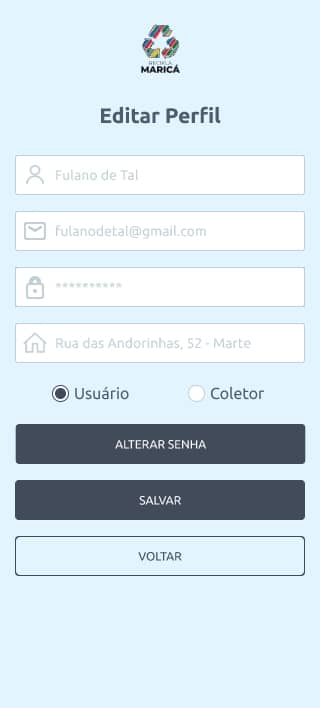 RECICLA
MARICÁ
Editar Perfil
Fulano de Tal
fulanodetal@gmail.com
**********
Rua das Andorinhas, 52 - Marte
Usuário
Coletor
ALTERAR SENHA
SALVAR
VOLTAR